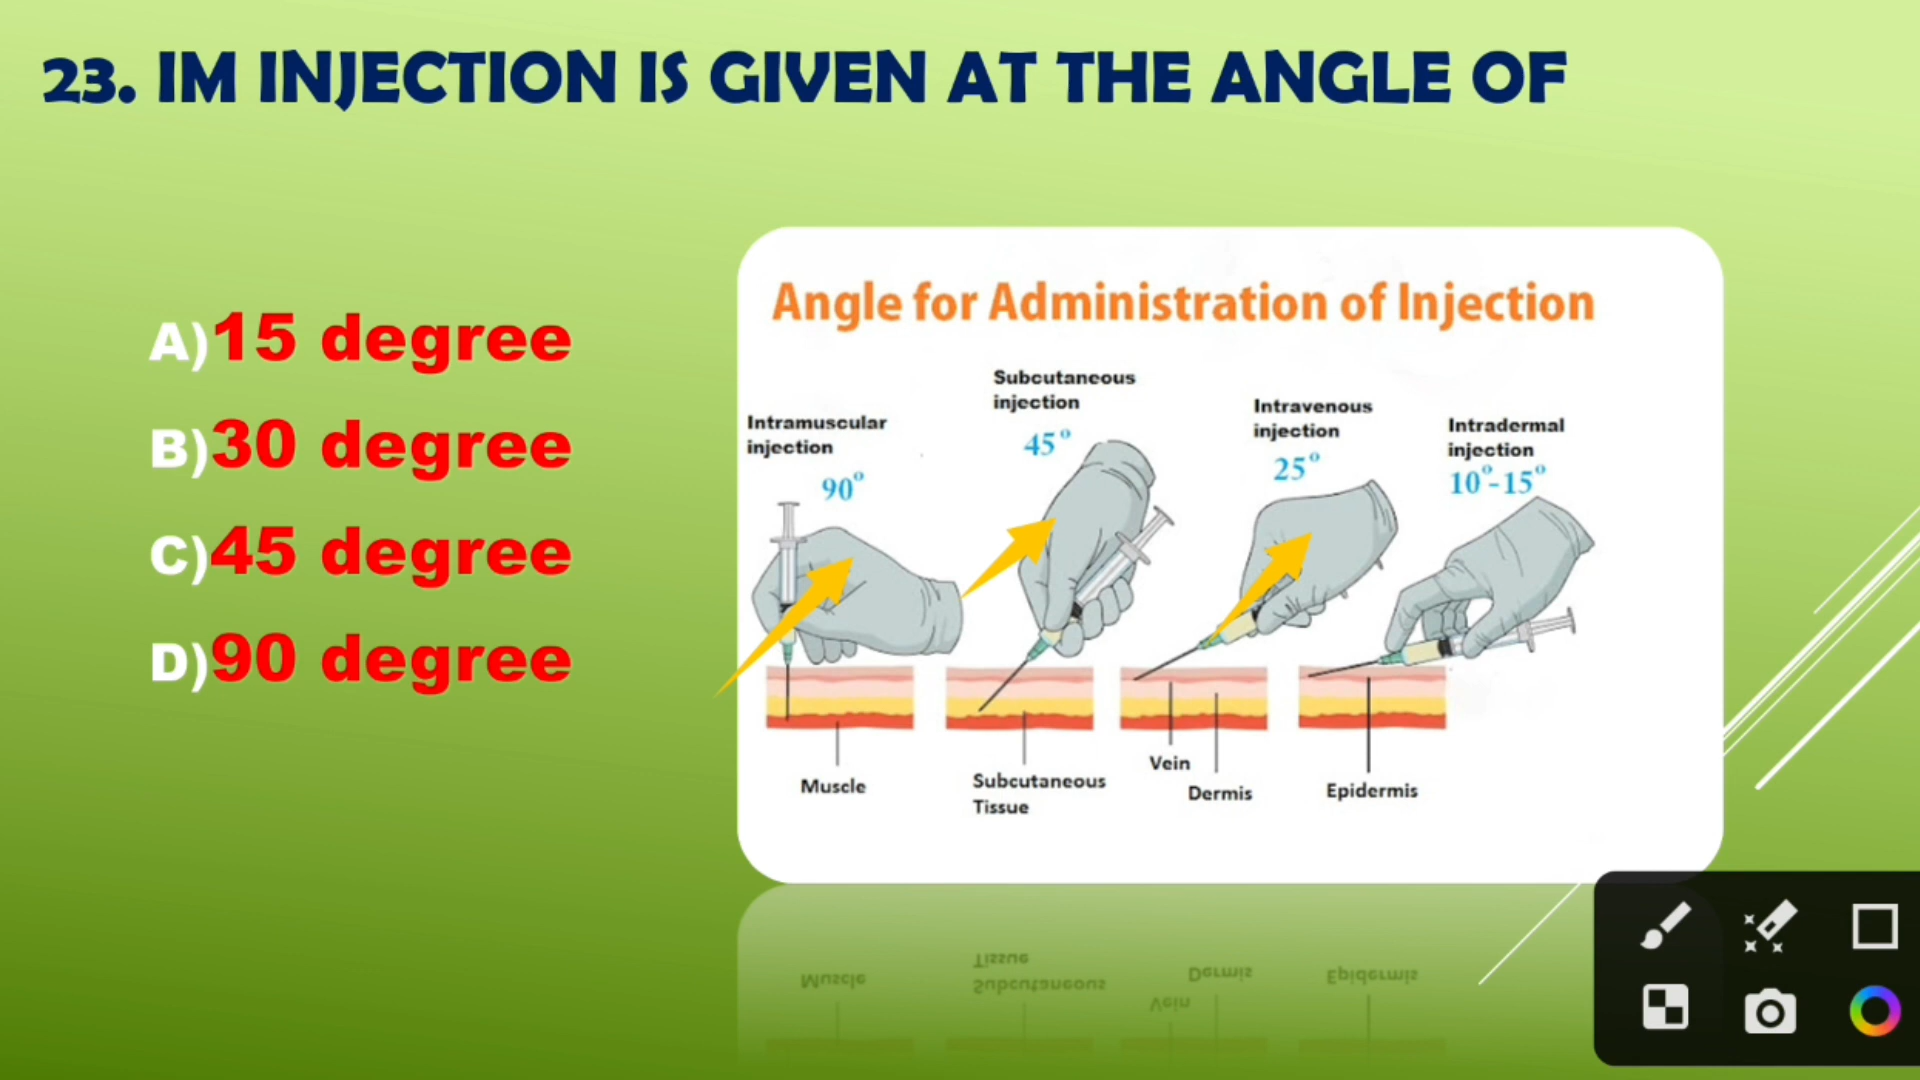 23. IM INJECTION IS GIVEN AT THE ANGLE OF
A)15 degree
B)30 degree
C)45 degree
D)90 degree
Angle for Administration of Injection
Intramuscular
injection
90°
Subcutaneous
injection
45°
Intravenous
injection
25°
Intradermal
injection
10°-15°
Muscle
Subcutaneous
Tissue
Vein
Dermis
Epidermis